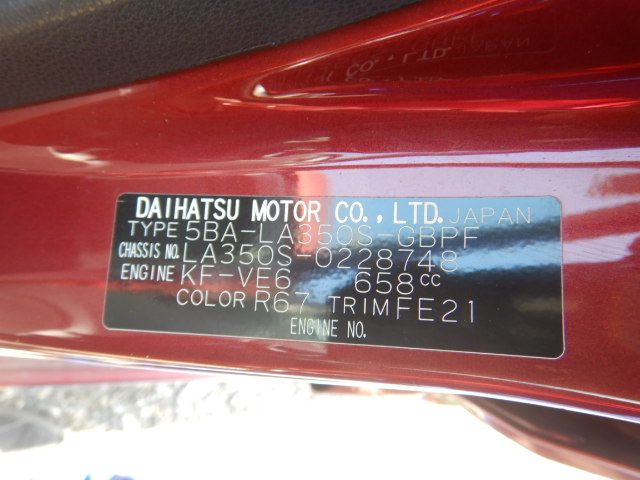 DAIHATSU MOTOR CO., LTD. JAPAN
TYPE 5BA-LA350S-GBPF
CHASSIS NO. LA350S-0228748
ENGINE KF-VE6 658cc
COLOR R67 TRIM FE21
ENGINE NO.